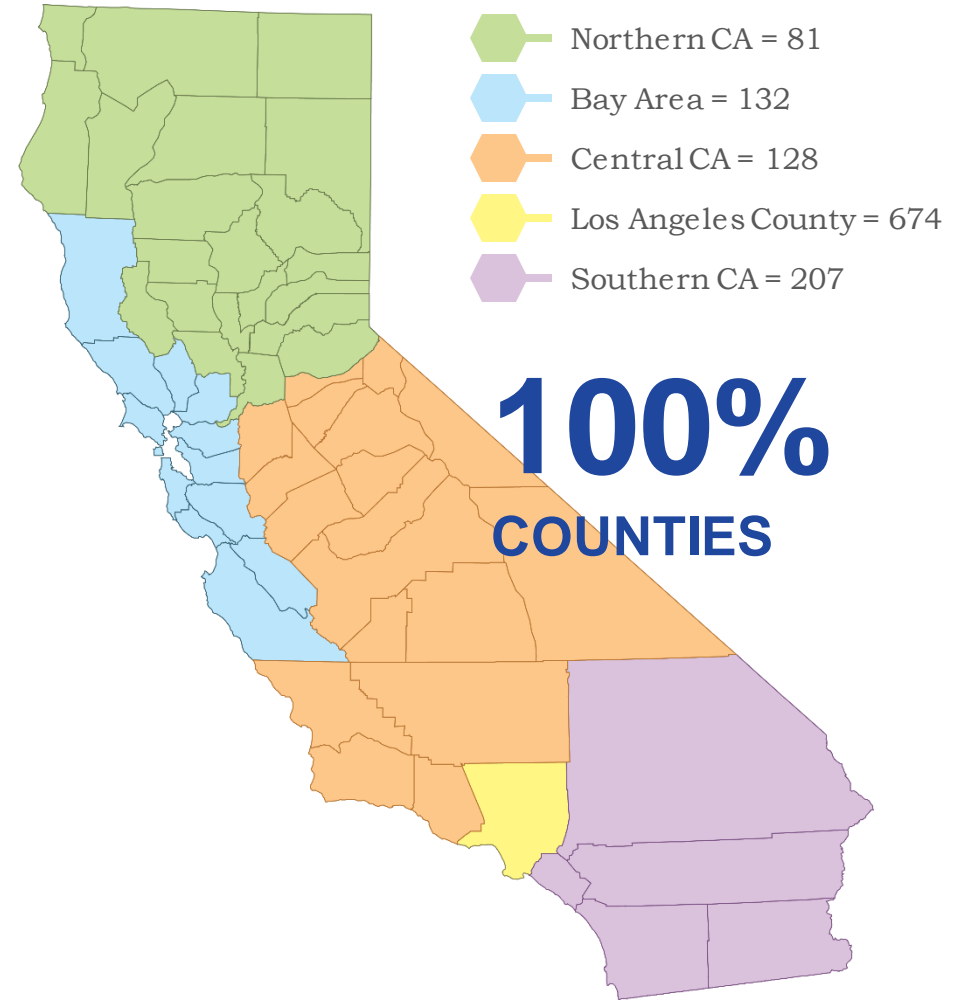 Northern CA = 81
Bay Area = 132
Central CA = 128
Los Angeles County = 674
Southern CA = 207
100%
COUNTIES